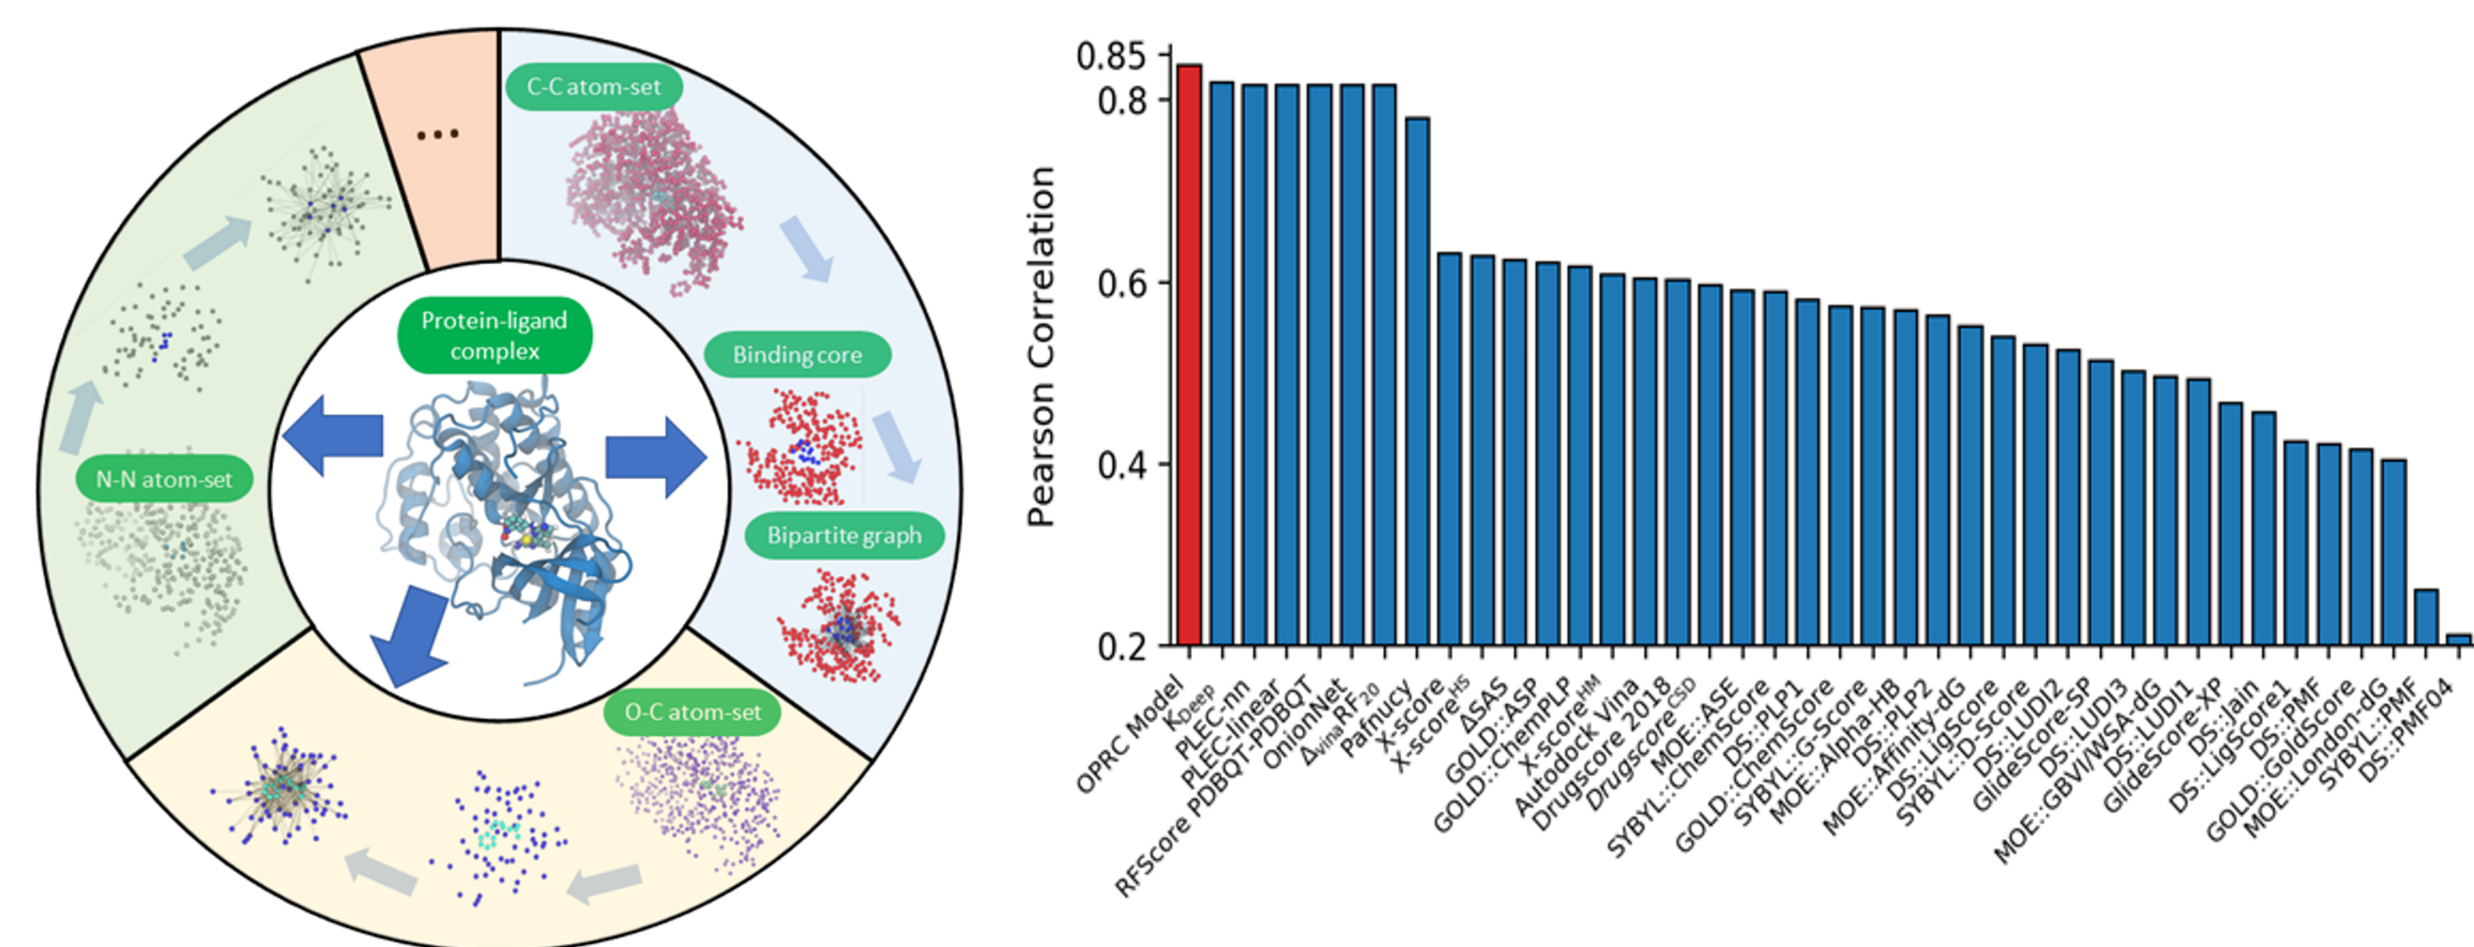 C-C atom-set
...
Protein-ligand
complex
Binding core
N-N atom-set
Bipartite graph
O-C atom-set
Pearson Correlation
0.85
0.8
0.6
0.4
0.2
OPRC Model
KDeep
PLEC-nn
PLEC-linear
RFScore PDBQT-PDBQT
OnionNet
ΔvinaRF20
Pafnucy
X-score
X-scoreHS
ΔSAS
GOLD::ASP
GOLD::ChemPLP
X-scoreHM
Autodock Vina
Drugscore 2018
DrugscoreCSD
MOE::ASE
SYBYL::ChemScore
DS::PLP1
GOLD::ChemScore
SYBYL::G-Score
MOE::Alpha-HB
DS::PLP2
MOE::Affinity-dG
DS::LigScore
SYBYL::D-Score
DS::LUDI2
GlideScore-SP
DS::LUDI3
MOE::GBVI/WSA-dG
DS::LUDI1
GlideScore-XP
DS::Jain
DS::LigScore1
DS::PMF
GOLD::GoldScore
MOE::London-dG
SYBYL::PMF
DS::PMF04